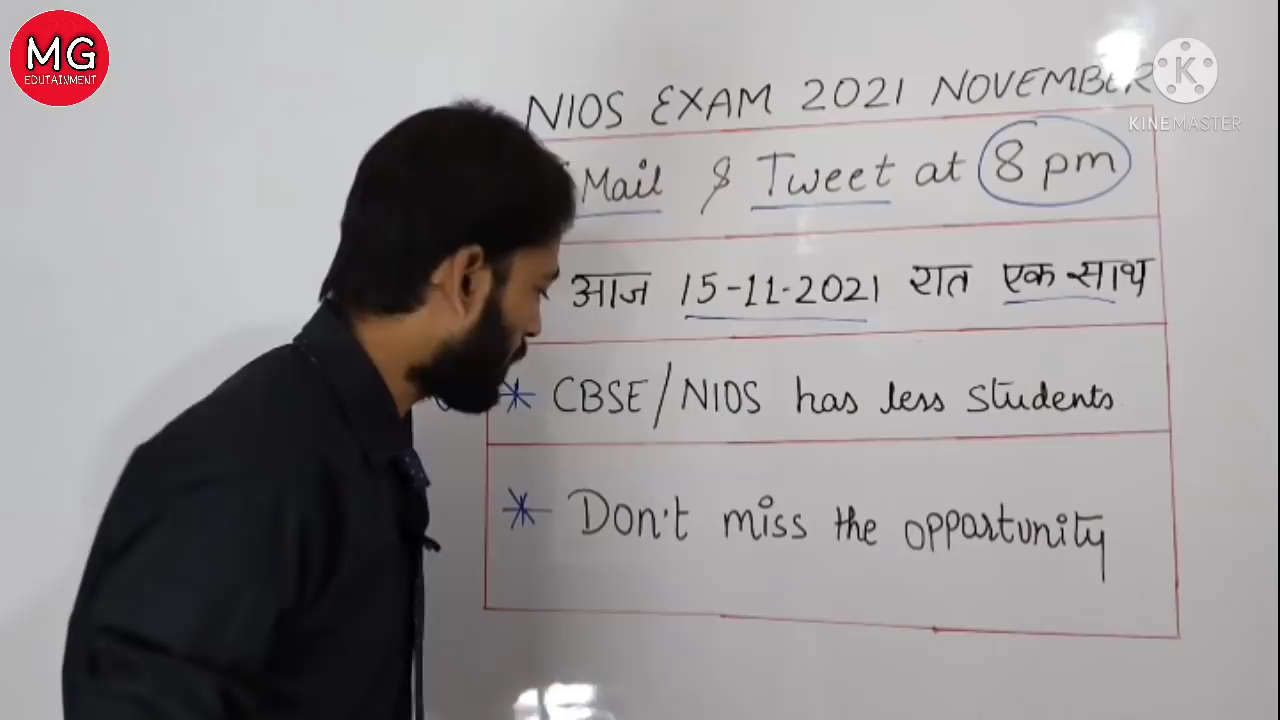 MG
EDUTAINMENT
KINEMASTER
NIOS EXAM 2021 NOVEMBER
Mail & Tweet at 8 pm
आज 15-11-2021 रात एक साथ
* CBSE/NIOS has less students
* Don't miss the oppartunity